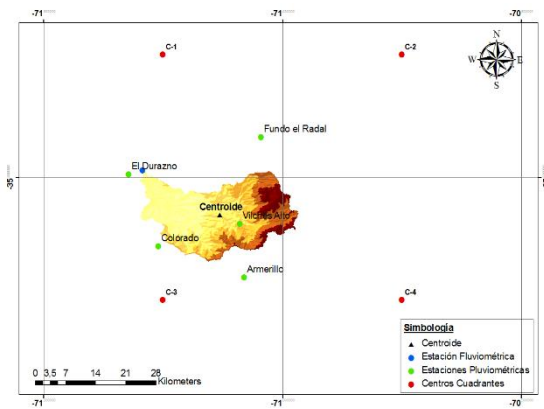 -71
-71
-70
C-1
C-2
N
W E
S
Fundo el Radal
El Durazno
-35
Centroide
Vilches Alto
Colorado
Armerillo
C-3
C-4
Simbología
Centroide
Estación Fluviométrica
Estaciones Pluviométricas
Centros Cuadrantes
0 3,5 7 14 21 28
Kilometers
-71
-71
-70